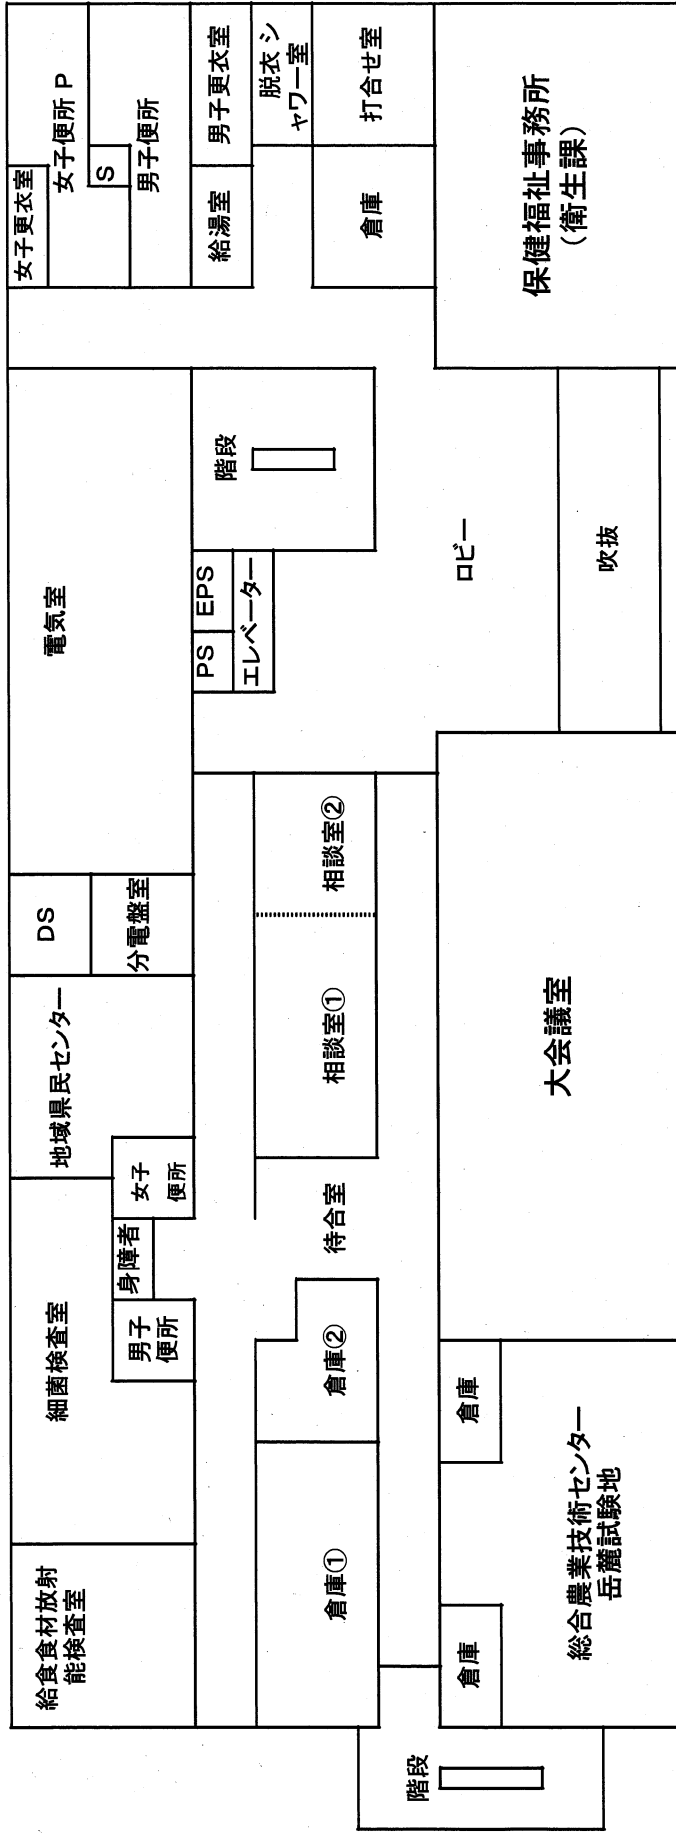 給食食材放射
能検査室
細菌検査室
男子
便所
身障者
女子
便所
地域県民センター
DS
分電盤室
電気室
PS
EPS
エレベーター
階段
女子更衣室
女子便所
P
S
男子便所
給湯室
男子更衣室
脱衣シ
ャワー室
倉庫
打合せ室
倉庫①
倉庫②
待合室
相談室①
相談室②
ロビー
吹抜
保健福祉事務所
(衛生課)
階段
倉庫
倉庫
総合農業技術センター
岳麓試験地
大会議室